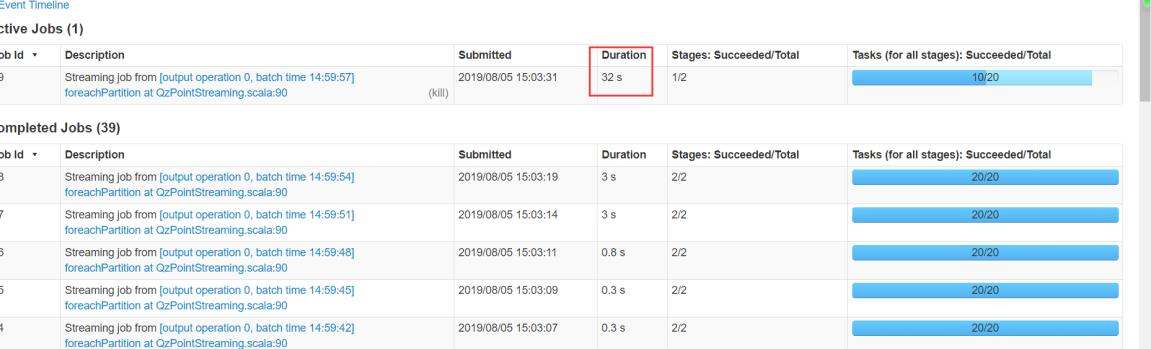 Event Timeline
ctive Jobs (1)
ob Id ▾ Description Submitted Duration Stages: Succeeded/Total Tasks (for all stages): Succeeded/Total
9 Streaming job from [output operation 0, batch time 14:59:57] 2019/08/05 15:03:31 32 s 1/2 10/20
foreachPartition at QzPointStreaming.scala:90 (kill)
ompleted Jobs (39)
ob Id ▾ Description Submitted Duration Stages: Succeeded/Total Tasks (for all stages): Succeeded/Total
8 Streaming job from [output operation 0, batch time 14:59:54] 2019/08/05 15:03:19 3 s 2/2 20/20
foreachPartition at QzPointStreaming.scala:90
7 Streaming job from [output operation 0, batch time 14:59:51] 2019/08/05 15:03:14 3 s 2/2 20/20
foreachPartition at QzPointStreaming.scala:90
6 Streaming job from [output operation 0, batch time 14:59:48] 2019/08/05 15:03:11 0.8 s 2/2 20/20
foreachPartition at QzPointStreaming.scala:90
5 Streaming job from [output operation 0, batch time 14:59:45] 2019/08/05 15:03:09 0.3 s 2/2 20/20
foreachPartition at QzPointStreaming.scala:90
4 Streaming job from [output operation 0, batch time 14:59:42] 2019/08/05 15:03:07 0.3 s 2/2 20/20
foreachPartition at QzPointStreaming.scala:90